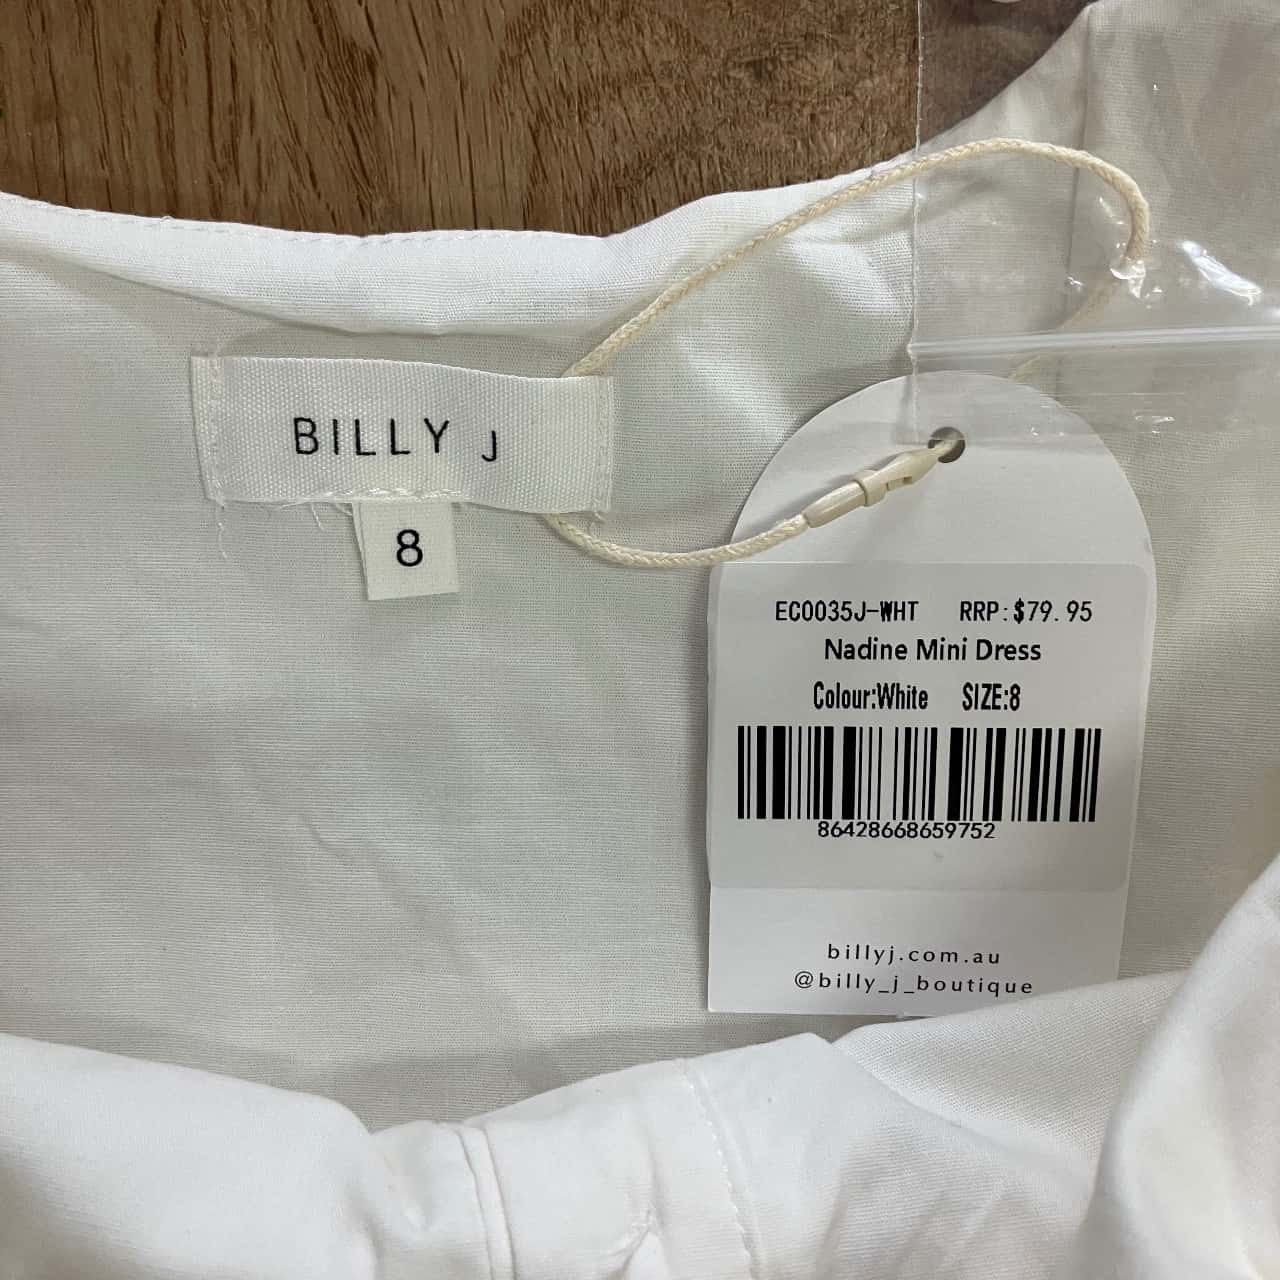 BILLY J
8
EC0035J-WHT RRP:$79.95
Nadine Mini Dress
Colour:White SIZE:8
86428668659752
billyj.com.au
@billy_j_boutique